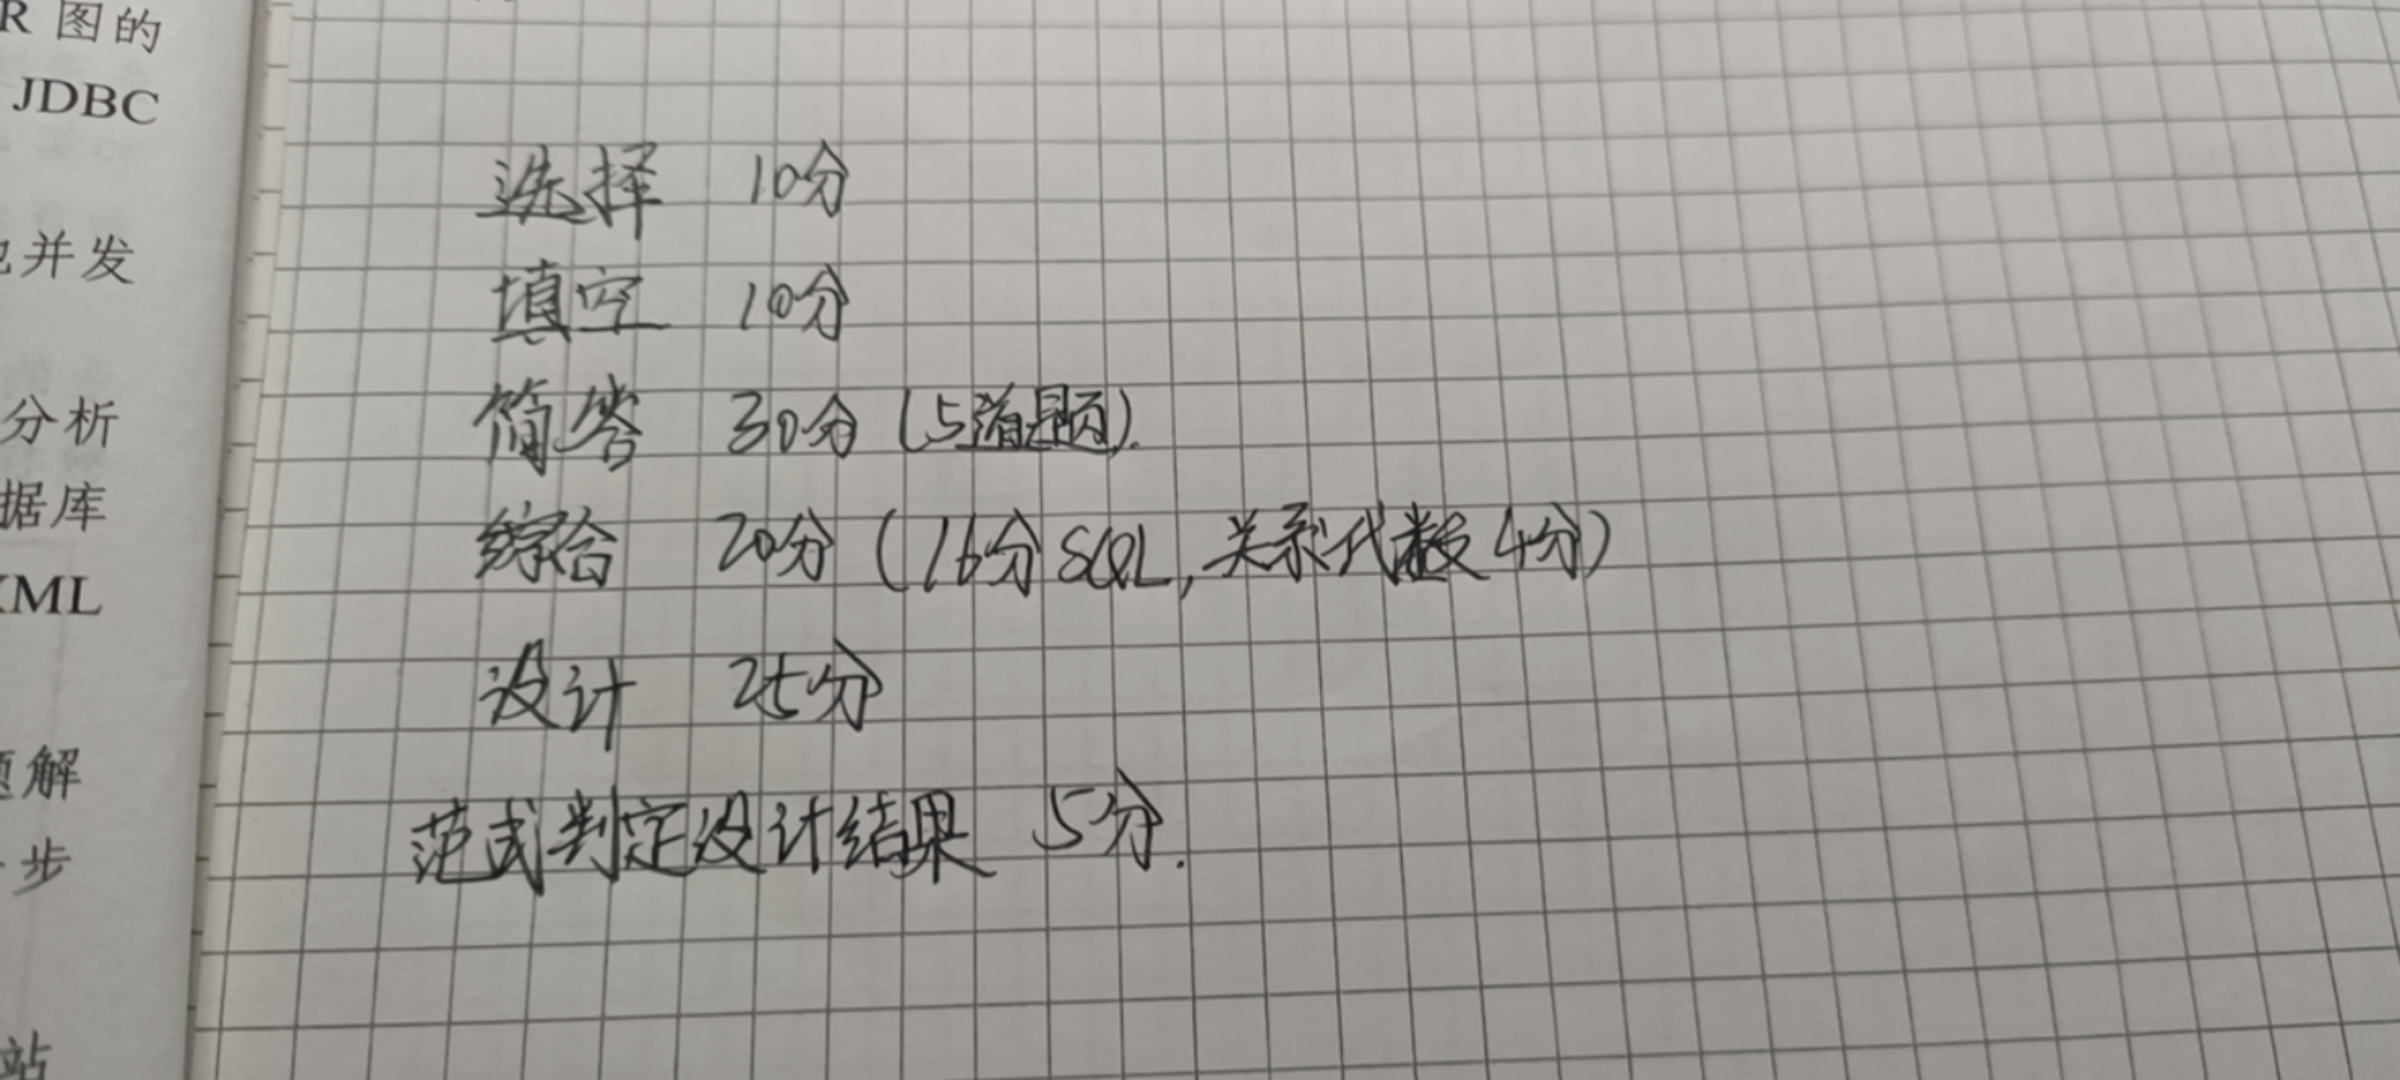 R 图的
JDBC
并发
分析
据库
XML
题解
步
站
选择 10分
填空 10分
简答 30分 (5道题).
综合 20分 (16分 SQL, 关系代数 4分)
设计 25分
范式判定设计结果 5分.